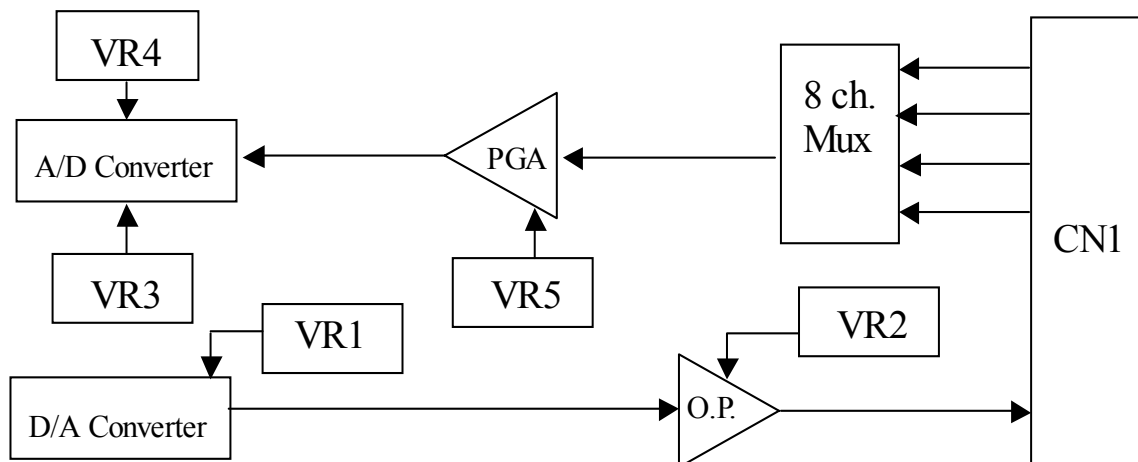 VR4
8 ch.
Mux
A/D Converter
PGA
CN1
VR3
VR5
VR1
VR2
D/A Converter
O.P.